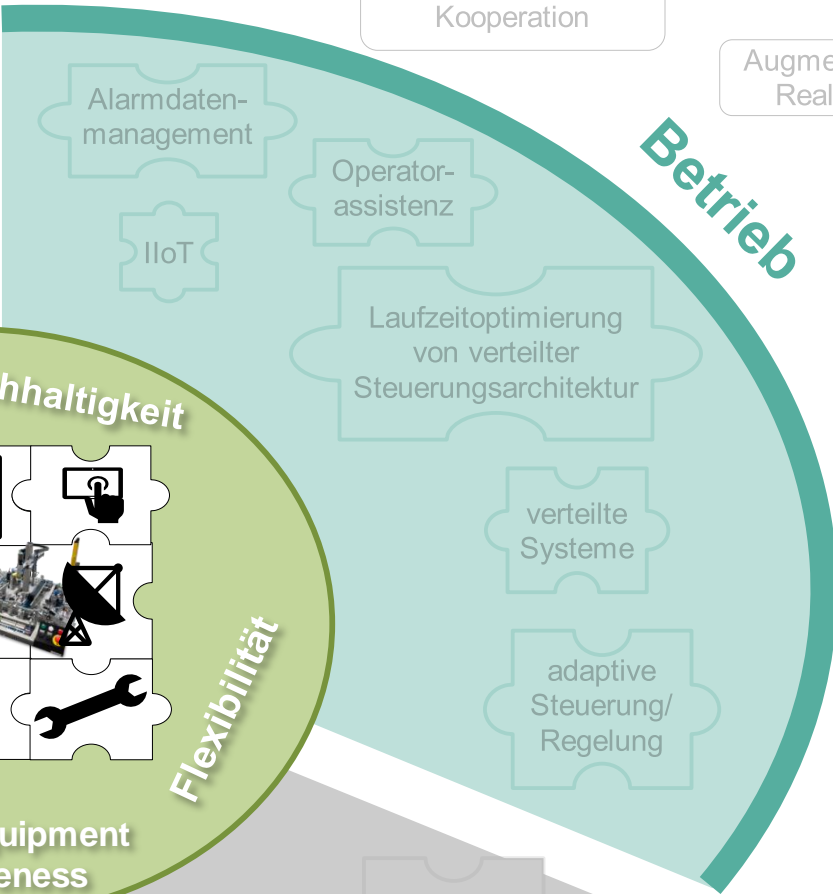 Kooperation
Augme
Real
Betrieb
Alarmdaten-
management
Operator-
assistenz
IIoT
Laufzeitoptimierung
von verteilter
Steuerungsarchitektur
verteilte
Systeme
adaptive
Steuerung/
Regelung
hhaltigkeit
Flexibilität
uipment
eness